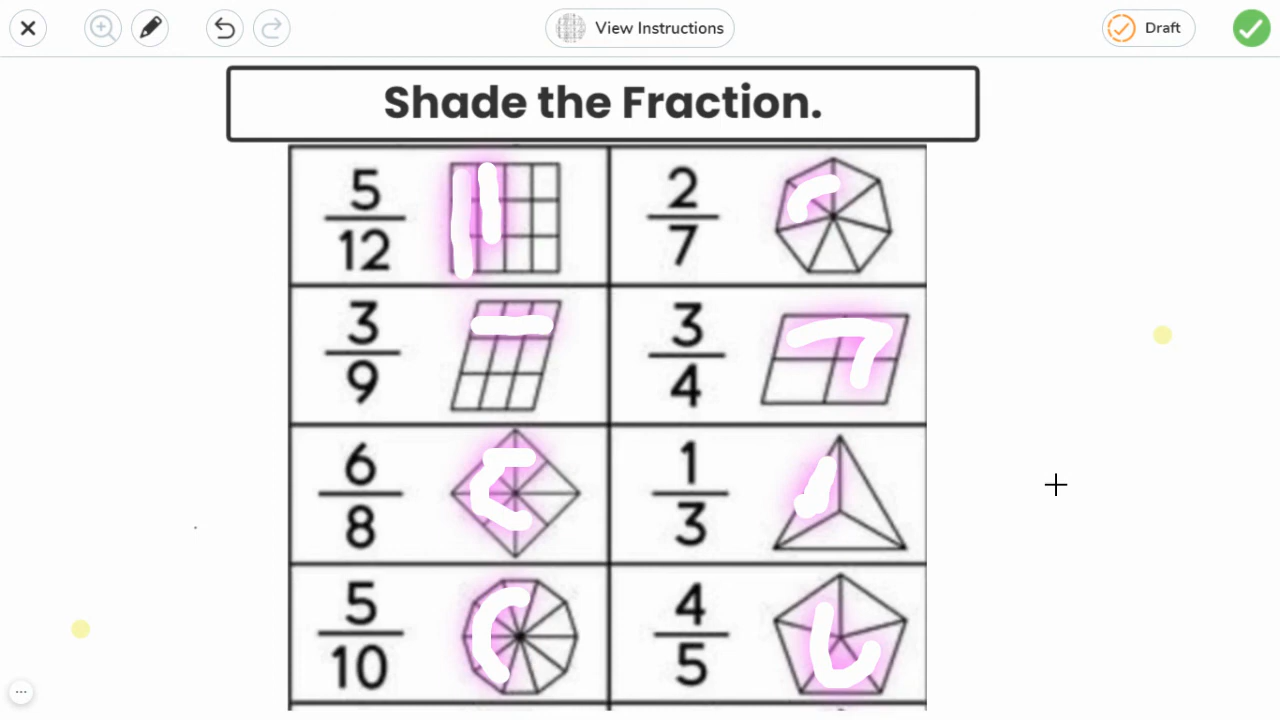 View Instructions
Draft
Shade the Fraction.
5/12
2/7
3/9
3/4
6/8
1/3
5/10
4/5